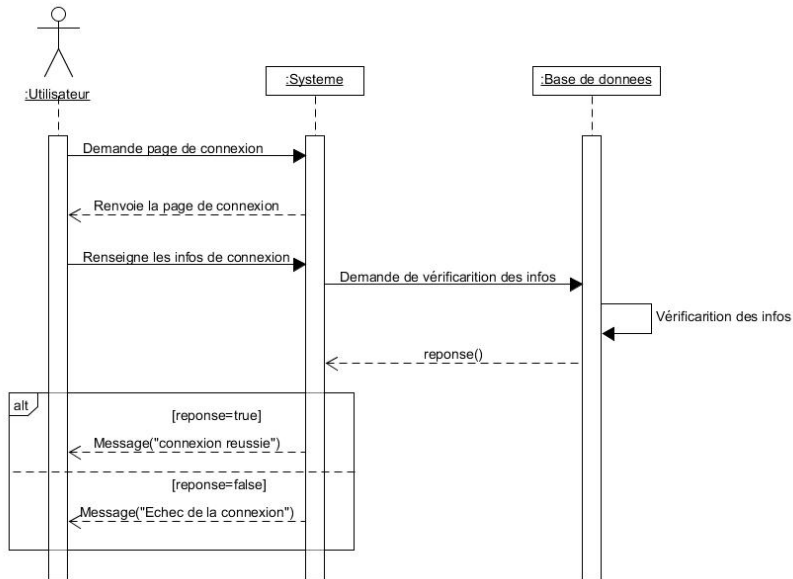 :Utilisateur
:Systeme
:Base de donnees
Demande page de connexion
Renvoie la page de connexion
Renseigne les infos de connexion
Demande de vérificarition des infos
Vérificarition des infos
reponse()
alt
[reponse=true]
Message("connexion reussie")
[reponse=false]
Message("Echec de la connexion")